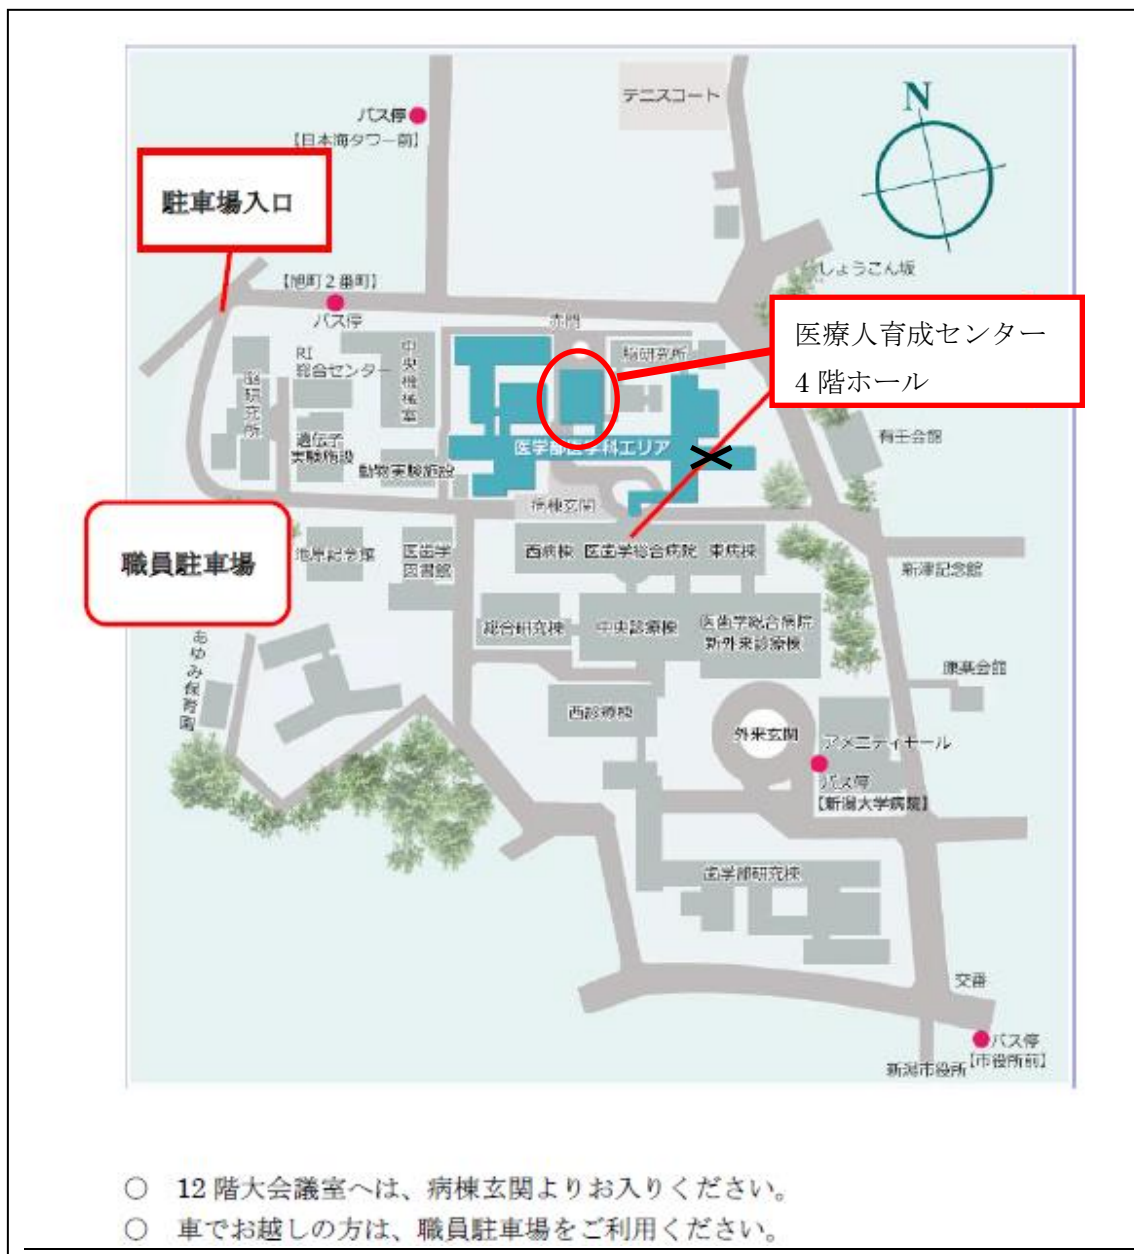 テニスコート
N
バス停
【日本海タワー前】
駐車場入口
しょうこん坂
【旭町２番町】
バス停
赤門
医療人育成センター
4 階ホール
脳研究所
RI
総合センター
中央機械室
脳研究所
遺伝子
実験施設
動物実験施設
医学部医学科エリア
有壬会館
病棟玄関
職員駐車場
池原記念館
医歯学
図書館
西病棟
医歯学総合病院
東病棟
新津記念館
総合研究棟
中央診療棟
医歯学総合病院
新外来診療棟
あゆみ保育園
康楽会館
西診療棟
外来玄関
アメニティモール
バス停
【新潟大学病院】
歯学部研究棟
交番
バス停
【市役所前】
新潟市役所
○ 12 階大会議室へは、病棟玄関よりお入りください。
○ 車でお越しの方は、職員駐車場をご利用ください。